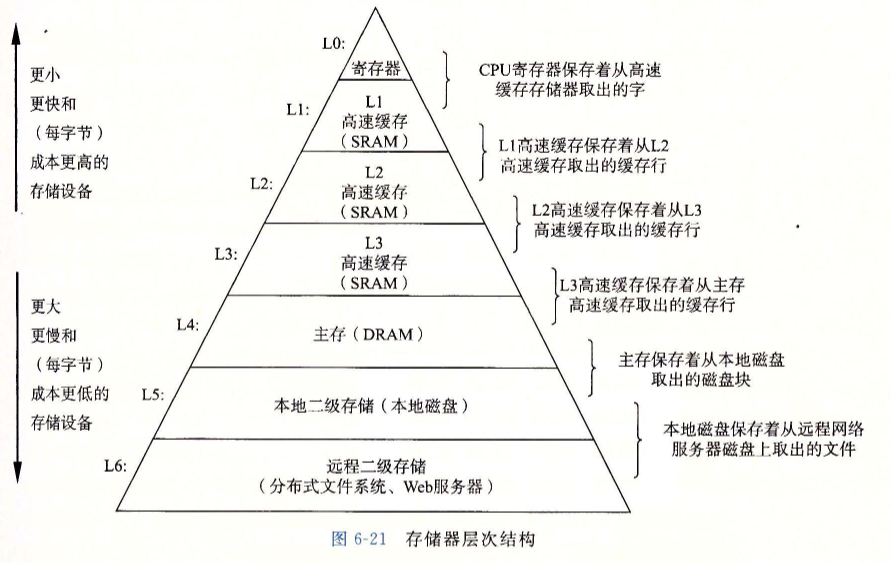 L0:
寄存器
CPU寄存器保存着从高速
缓存存储器取出的字
更小
更快和
（每字节）
成本更高的
存储设备
L1:
L1
高速缓存
（SRAM）
L1高速缓存保存着从L2
高速缓存取出的缓存行
L2:
L2
高速缓存
（SRAM）
L2高速缓存保存着从L3
高速缓存取出的缓存行
L3:
L3
高速缓存
（SRAM）
L3高速缓存保存着从主存
高速缓存取出的缓存行
更大
更慢和
（每字节）
成本更低的
存储设备
L4:
主存（DRAM）
主存保存着从本地磁盘
取出的磁盘块
L5:
本地二级存储（本地磁盘）
本地磁盘保存着从远程网络
服务器磁盘上取出的文件
L6:
远程二级存储
（分布式文件系统、Web服务器）
图 6-21 存储器层次结构